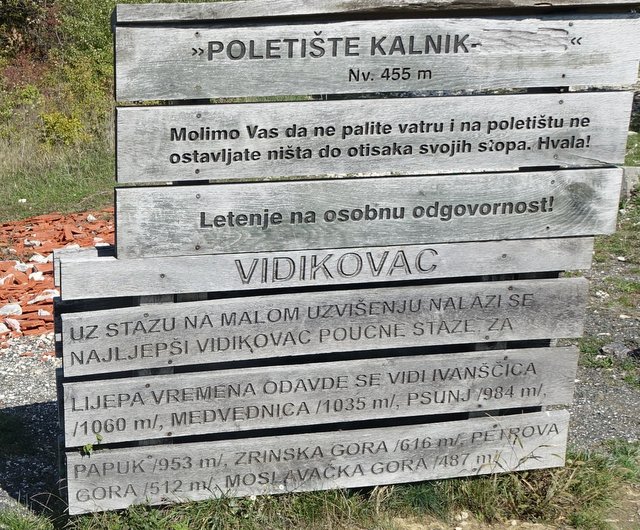 »POLETIŠTE KALNIK- «
Nv. 455 m
Molimo Vas da ne palite vatru i na poletištu ne
ostavljate ništa do otisaka svojih stopa. Hvala!
Letenje na osobnu odgovornost!
VIDIKOVAC
UZ STAZU NA MALOM UZVIŠENJU NALAZI SE
NAJLJEPŠI VIDIKOVAC POUČNE STAZE. ZA
LIJEPA VREMENA ODAVDE SE VIDI IVANŠČICA
/1060 m/, MEDVEDNICA /1035 m/, PSUNJ /984 m/,
PAPUK /953 m/, ZRINSKA GORA /616 m/, PETROVA
GORA /512 m/, MOSLAVAČKA GORA /487 m/.